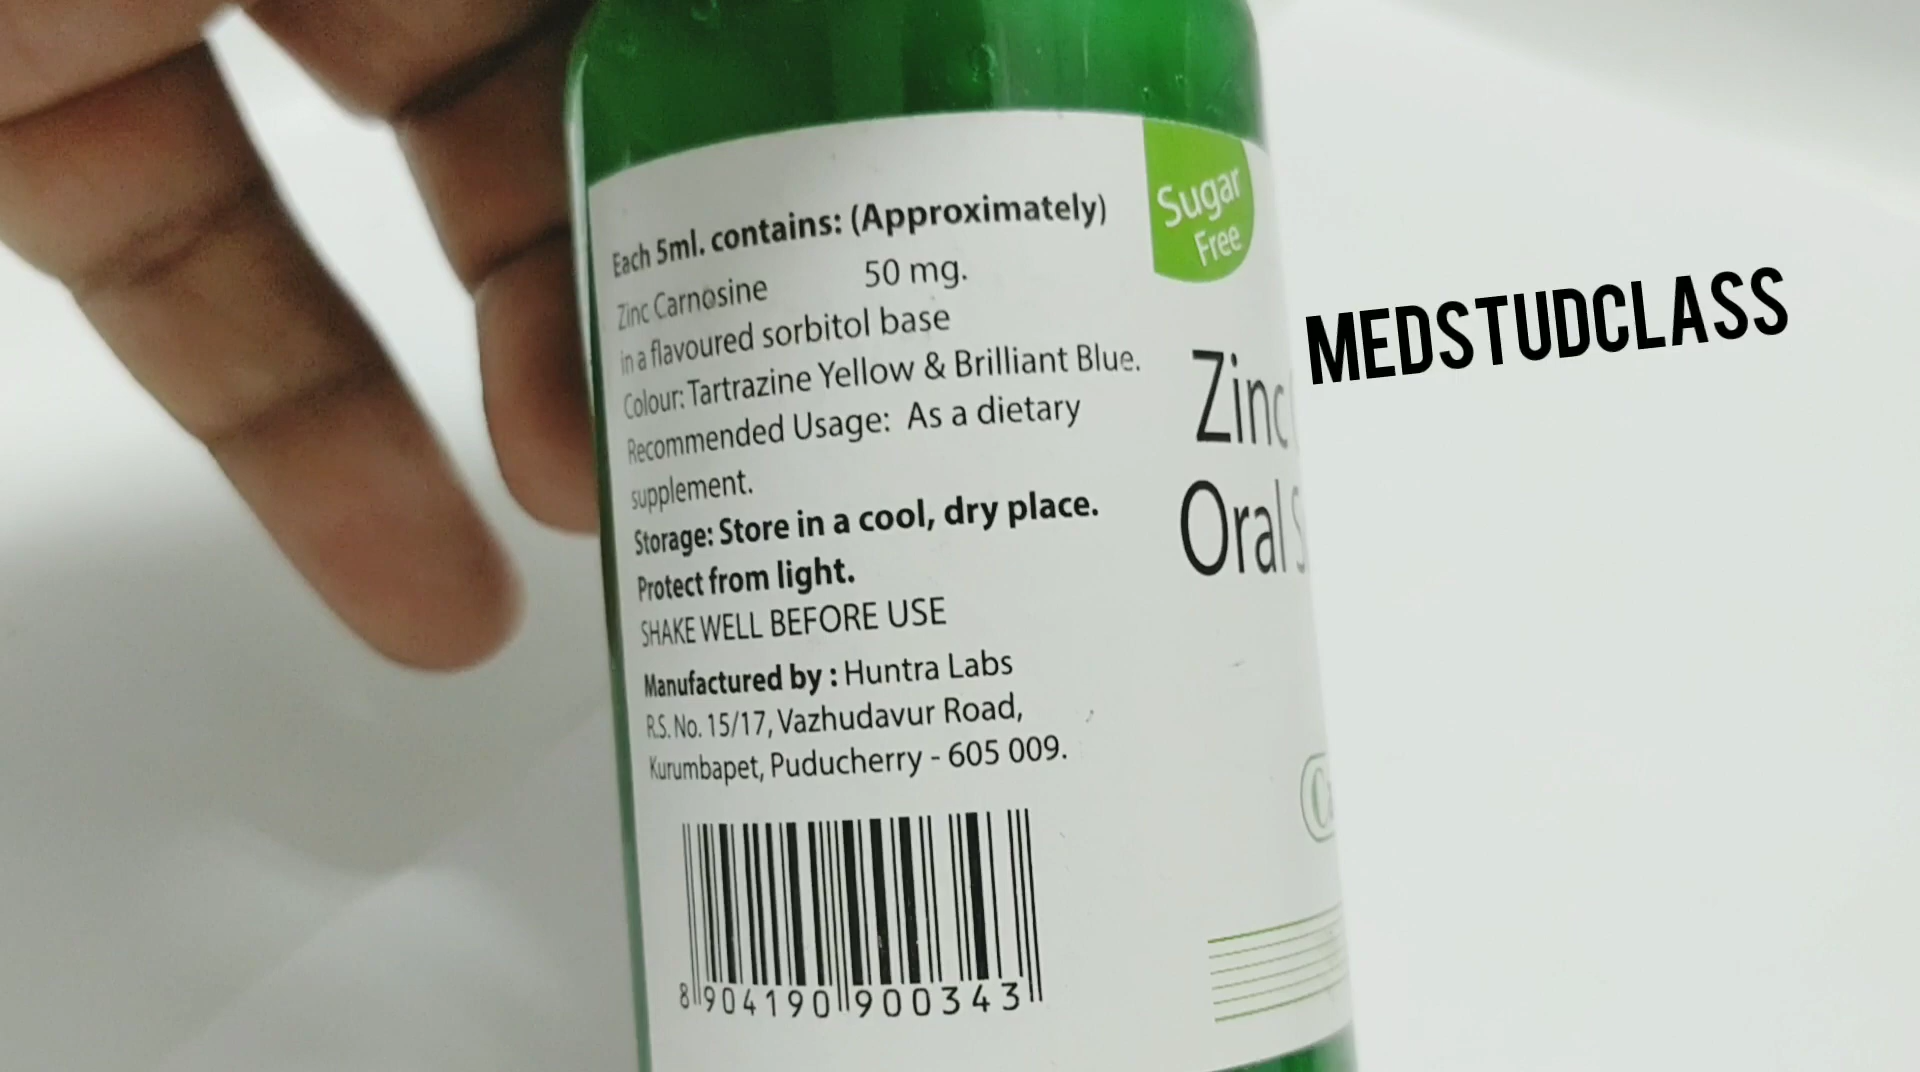 Each 5ml. contains: (Approximately)
Zinc Carnosine 50 mg.
in a flavoured sorbitol base
Colour: Tartrazine Yellow & Brilliant Blue.
Recommended Usage: As a dietary
supplement.
Storage: Store in a cool, dry place.
Protect from light.
SHAKE WELL BEFORE USE
Manufactured by : Huntra Labs
R.S. No. 15/17, Vazhudavur Road,
Kurumbapet, Puducherry - 605 009.
8 904190 900343
Sugar
Free
Zinc
Oral
MEDSTUDCLASS